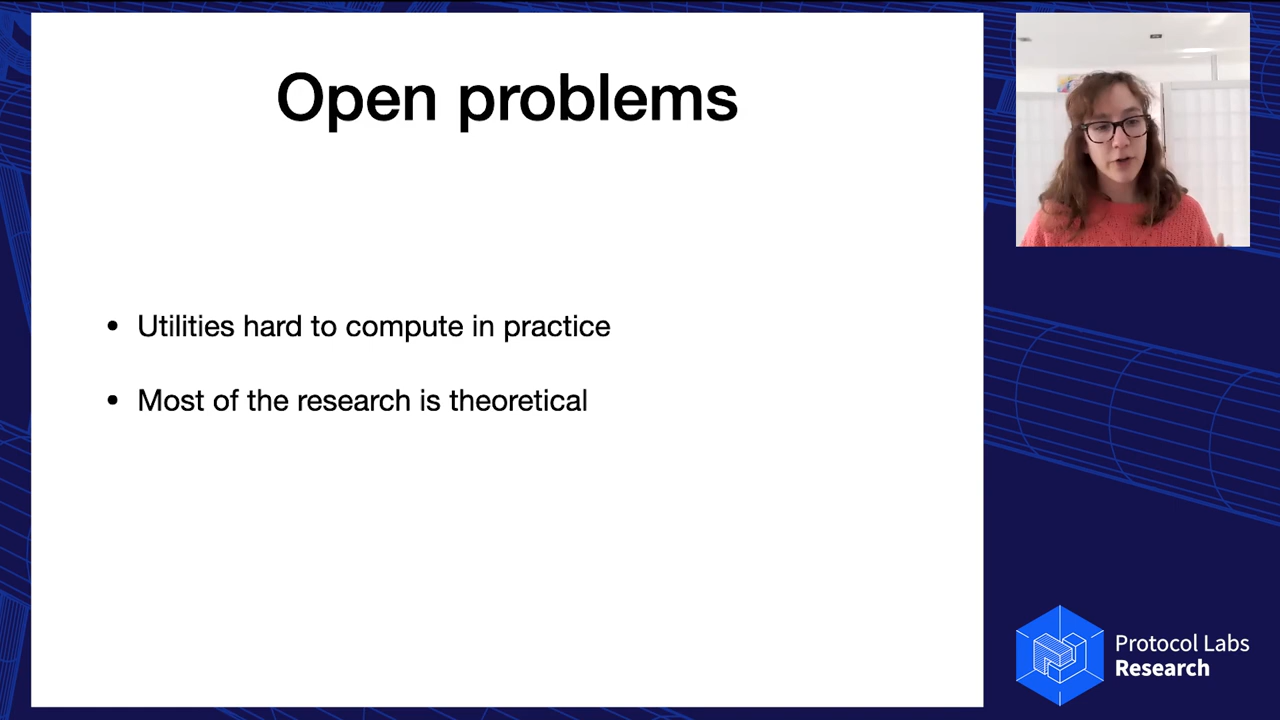 Open problems
• Utilities hard to compute in practice
• Most of the research is theoretical
Protocol Labs
Research